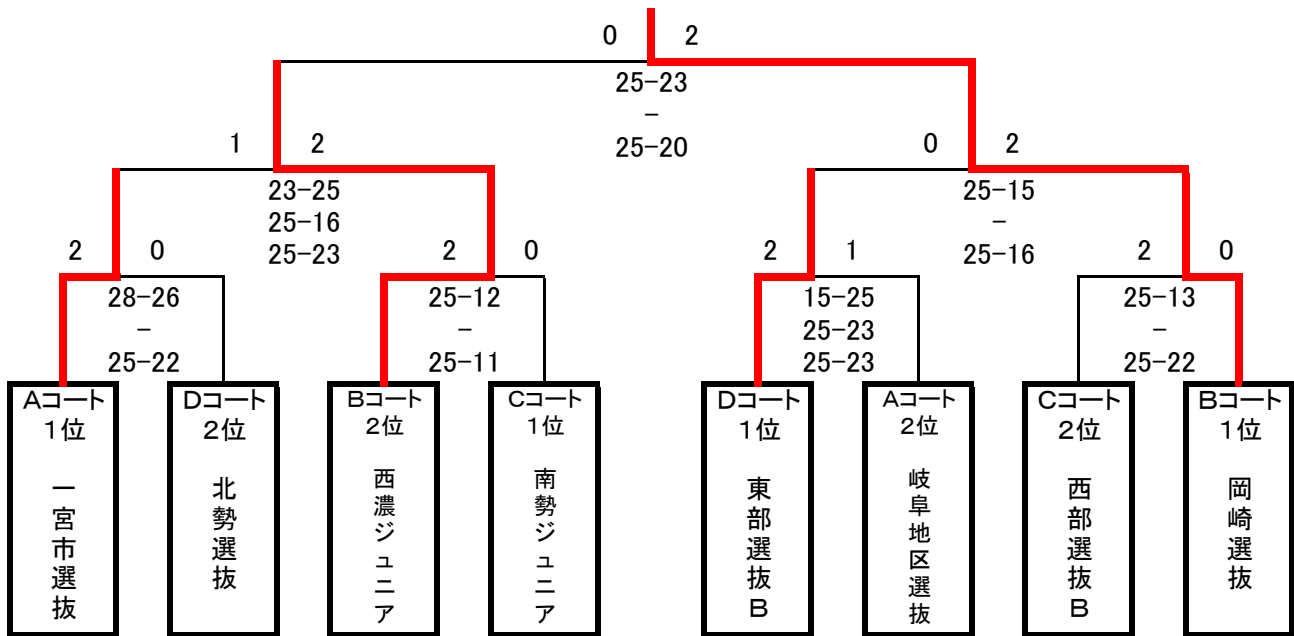 0 2
25-23
-
25-20
1 2
23-25
25-16
25-23
0 2
25-15
-
25-16
2 0
28-26
-
25-22
2 0
25-12
-
25-11
2 1
15-25
25-23
25-23
2 0
25-13
-
25-22
Aコート
1位
一宮市選抜
Dコート
2位
北勢選抜
Bコート
2位
西濃ジュニア
Cコート
1位
南勢ジュニア
Dコート
1位
東部選抜B
Aコート
2位
岐阜地区選抜
Cコート
2位
西部選抜B
Bコート
1位
岡崎選抜